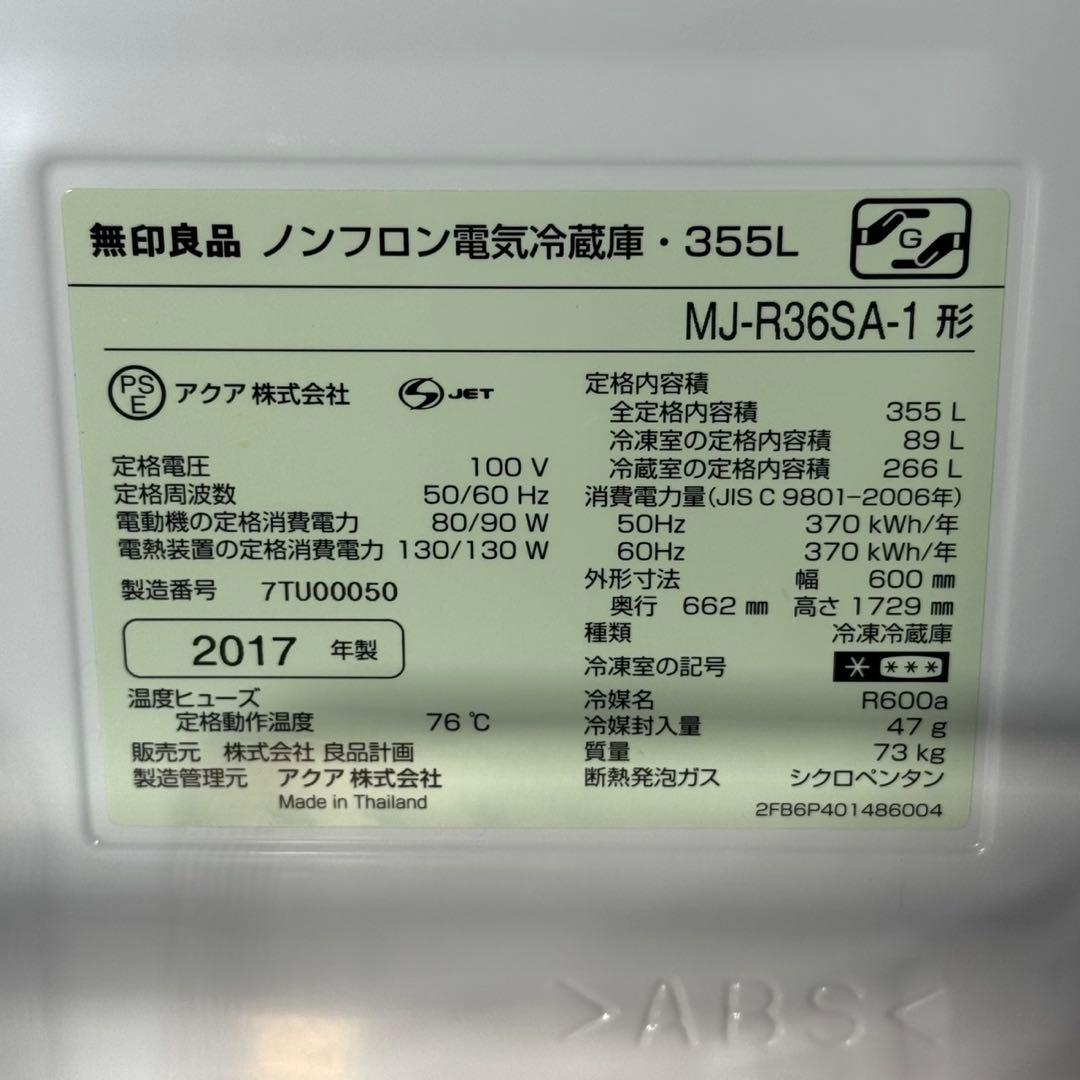 無印良品 ノンフロン電気冷蔵庫・355L
G
MJ-R36SA-1 形
PSE アクア 株式会社 JET
定格電圧 100 V
定格周波数 50/60 Hz
電動機の定格消費電力 80/90 W
電熱装置の定格消費電力 130/130 W
製造番号 7TU00050
2017 年製
温度ヒューズ
定格動作温度 76 ℃
販売元 株式会社 良品計画
製造管理元 アクア 株式会社
Made in Thailand
定格内容積
全定格内容積 355 L
冷凍室の定格内容積 89 L
冷蔵室の定格内容積 266 L
消費電力量(JIS C 9801-2006年)
50Hz 370 kWh/年
60Hz 370 kWh/年
外形寸法 幅 600 ㎜
奥行 662 ㎜ 高さ 1729 ㎜
種類 冷凍冷蔵庫
冷凍室の記号 * ***
冷媒名 R600a
冷媒封入量 47 g
質量 73 kg
断熱発泡ガス シクロペンタン
2FB6P401486004
>ABS<